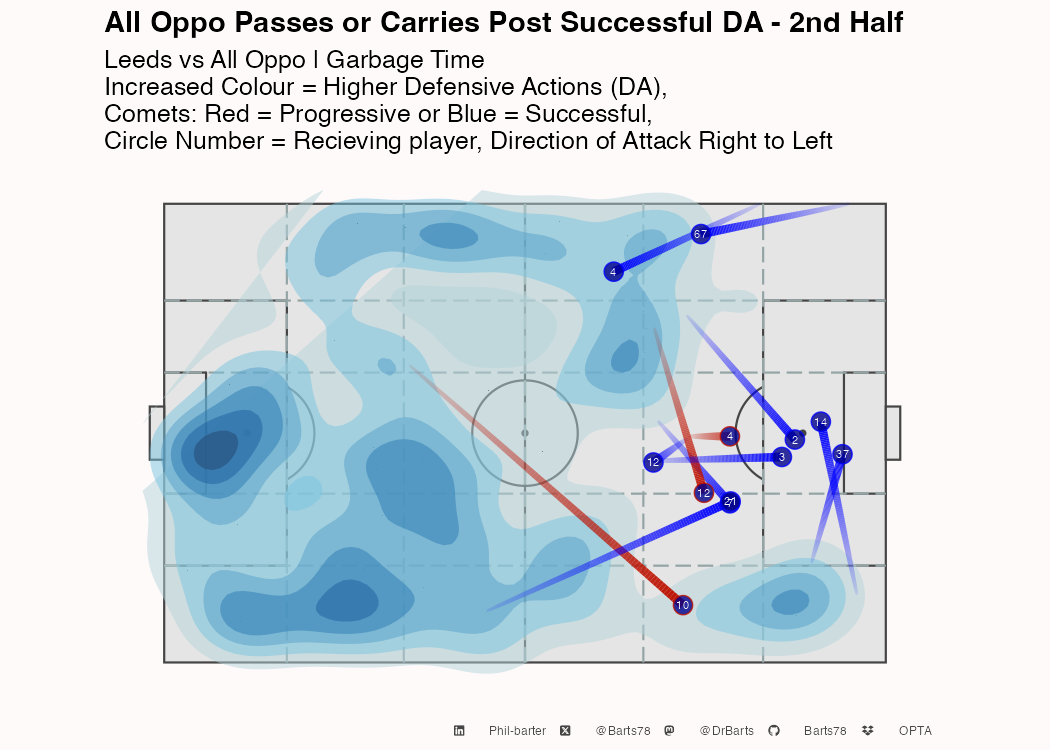 All Oppo Passes or Carries Post Successful DA - 2nd Half
Leeds vs All Oppo | Garbage Time
Increased Colour = Higher Defensive Actions (DA),
Comets: Red = Progressive or Blue = Successful,
Circle Number = Recieving player, Direction of Attack Right to Left
67
4
14
4
2
37
3
12
12
21
10
Phil-barter @Barts78 @DrBarts Barts78 OPTA